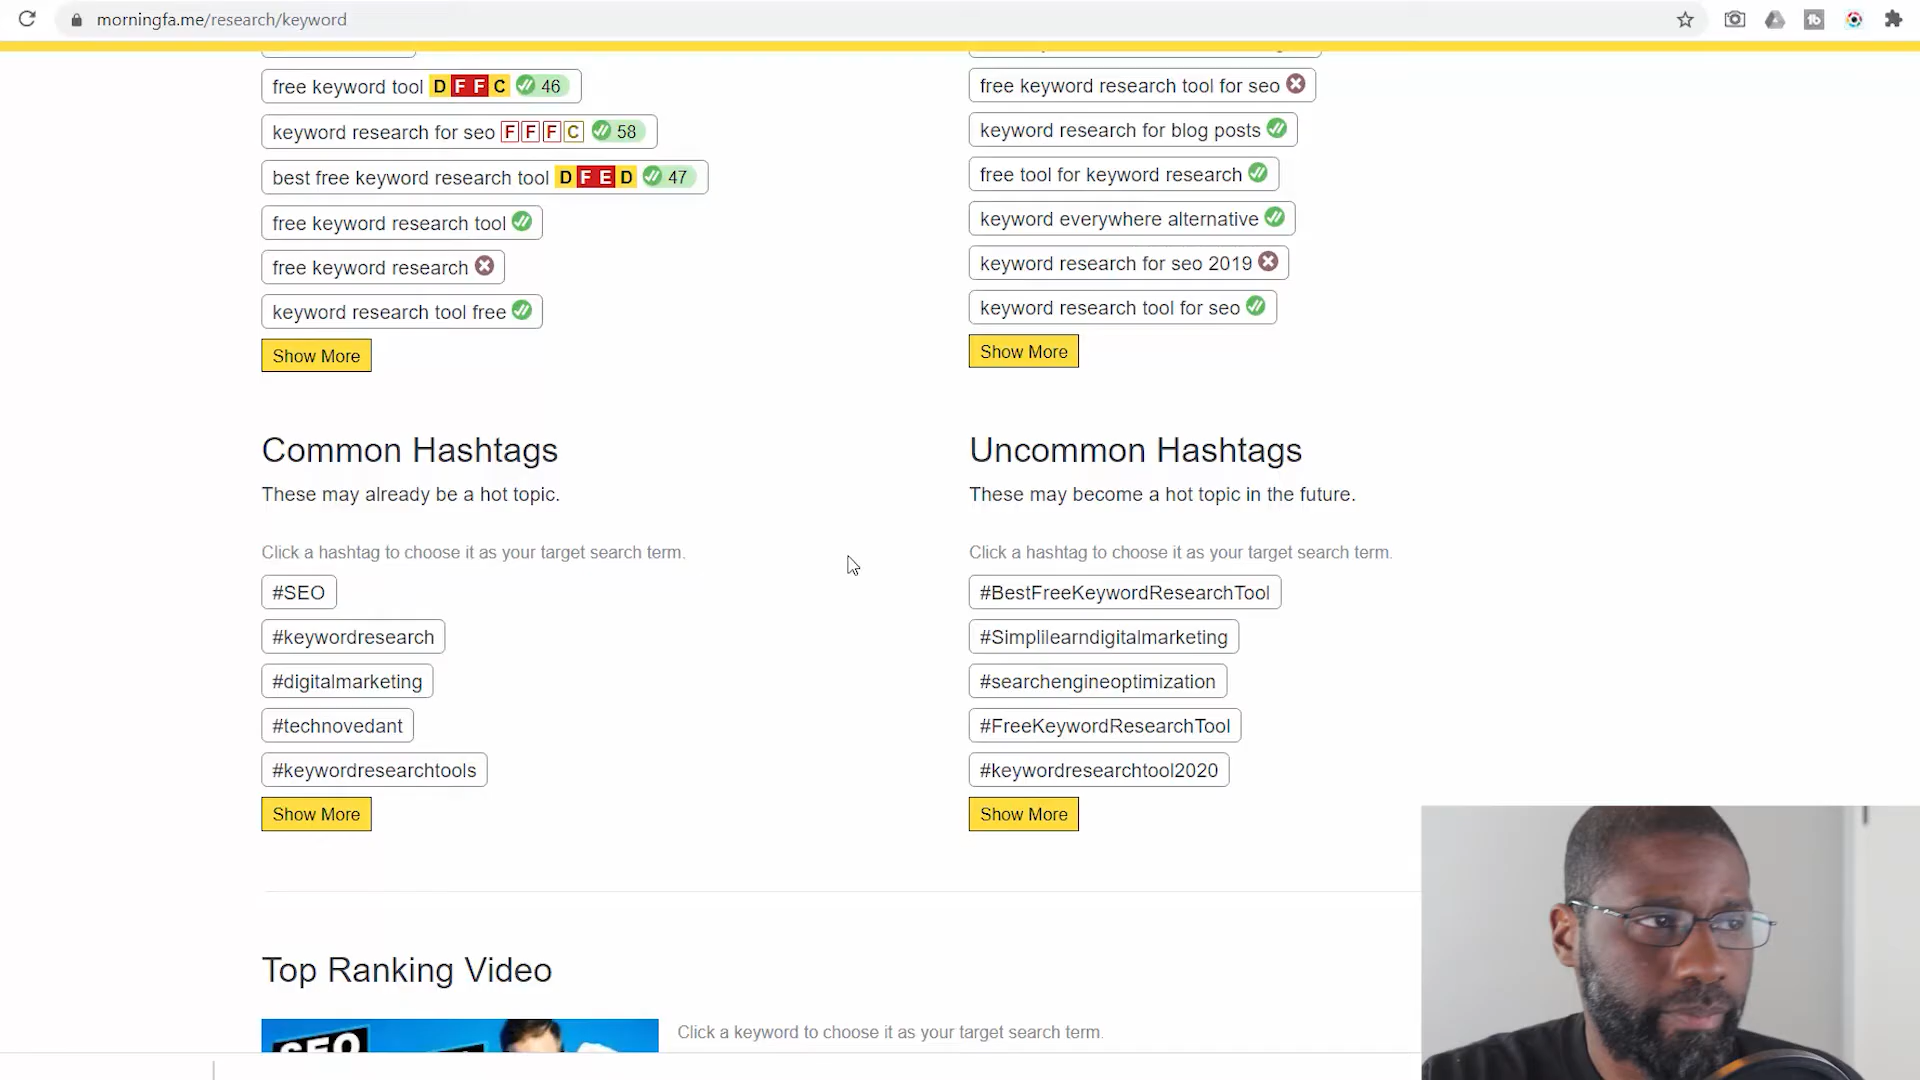 morningfa.me/research/keyword
free keyword tool D F F C 46
keyword research for seo F F F C 58
best free keyword research tool D F E D 47
free keyword research tool
free keyword research
keyword research tool free
Show More
free keyword research tool for seo
keyword research for blog posts
free tool for keyword research
keyword everywhere alternative
keyword research for seo 2019
keyword research tool for seo
Show More
Common Hashtags
These may already be a hot topic.
Click a hashtag to choose it as your target search term.
#SEO
#keywordresearch
#digitalmarketing
#technovedant
#keywordresearchtools
Show More
Uncommon Hashtags
These may become a hot topic in the future.
Click a hashtag to choose it as your target search term.
#BestFreeKeywordResearchTool
#Simplilearndigitalmarketing
#searchengineoptimization
#FreeKeywordResearchTool
#keywordresearchtool2020
Show More
Top Ranking Video
SEO
Click a keyword to choose it as your target search term.